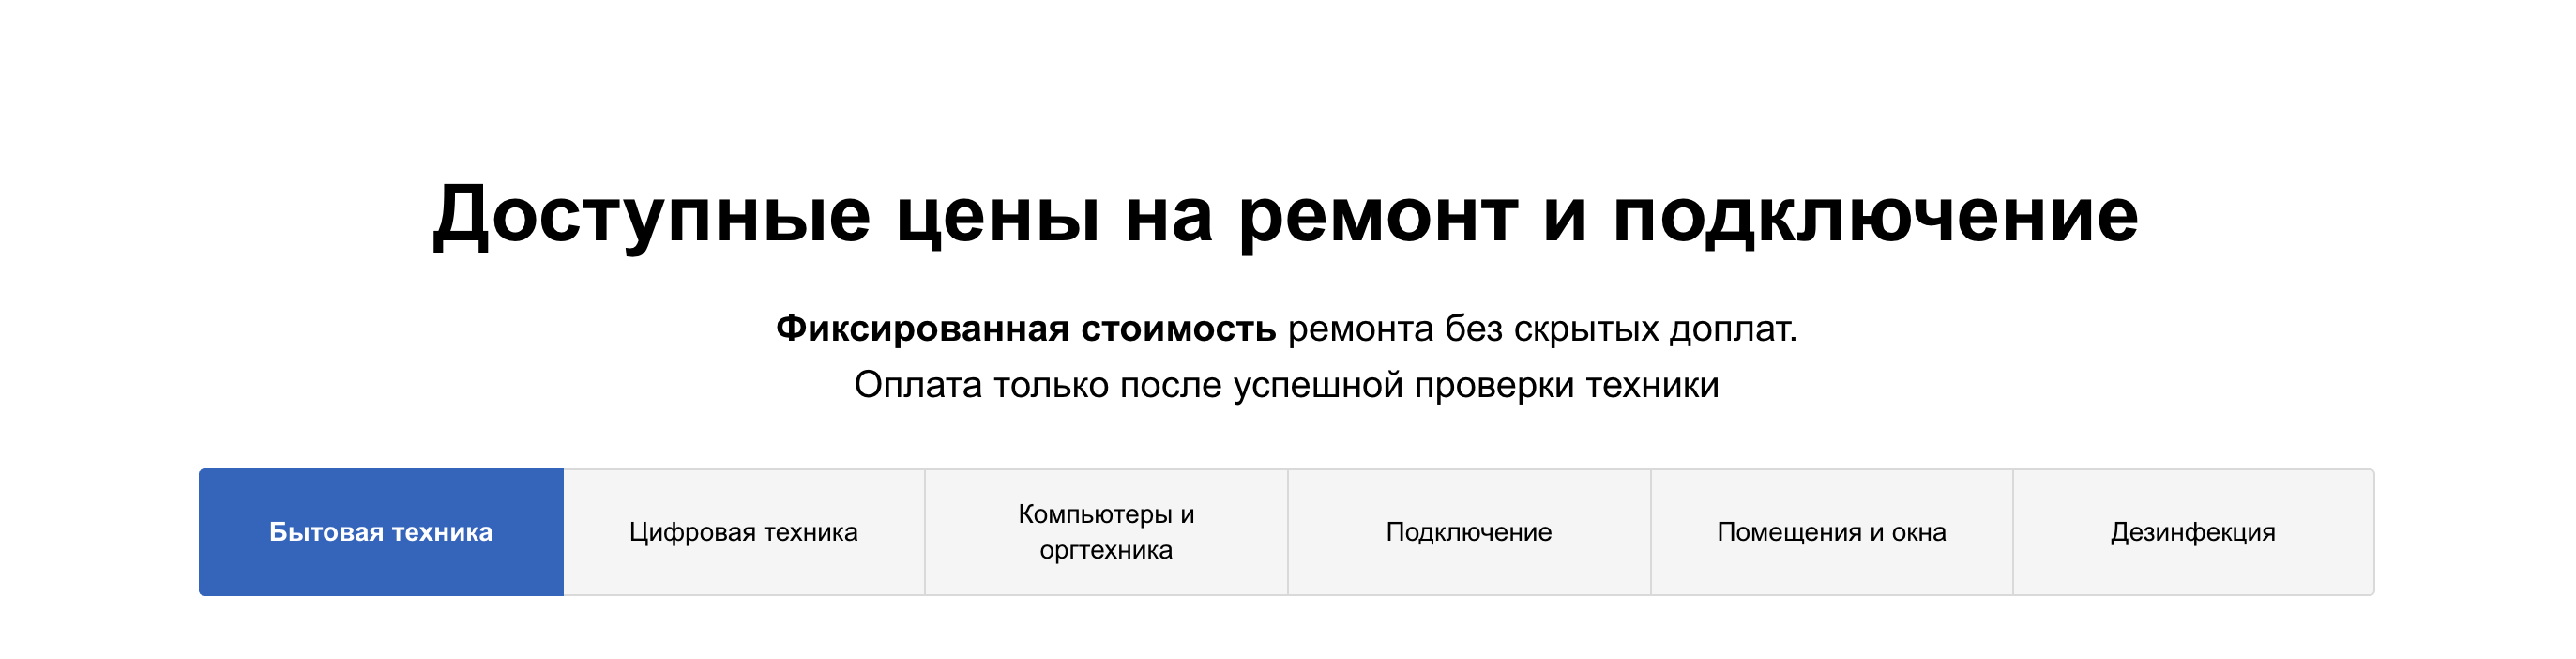 Доступные цены на ремонт и подключение
Фиксированная стоимость ремонта без скрытых доплат.
Оплата только после успешной проверки техники
Бытовая техника
Цифровая техника
Компьютеры и
оргтехника
Подключение
Помещения и окна
Дезинфекция